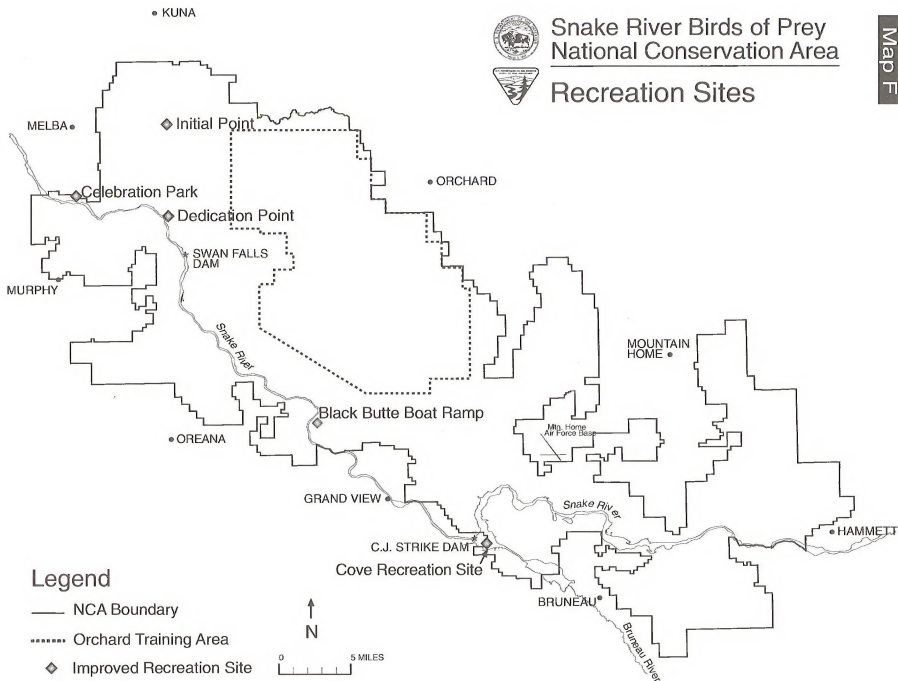 Snake River Birds of Prey
National Conservation Area
Recreation Sites
Map F
KUNA
MELBA
Initial Point
ORCHARD
Celebration Park
Dedication Point
SWAN FALLS
DAM
MURPHY
Snake River
MOUNTAIN
HOME
Black Butte Boat Ramp
Mtn. Home
Air Force Base
OREANA
GRAND VIEW
Snake River
HAMMETT
C.J. STRIKE DAM
Cove Recreation Site
BRUNEAU
Bruneau River
Legend
NCA Boundary
Orchard Training Area
Improved Recreation Site
N
0 5 MILES